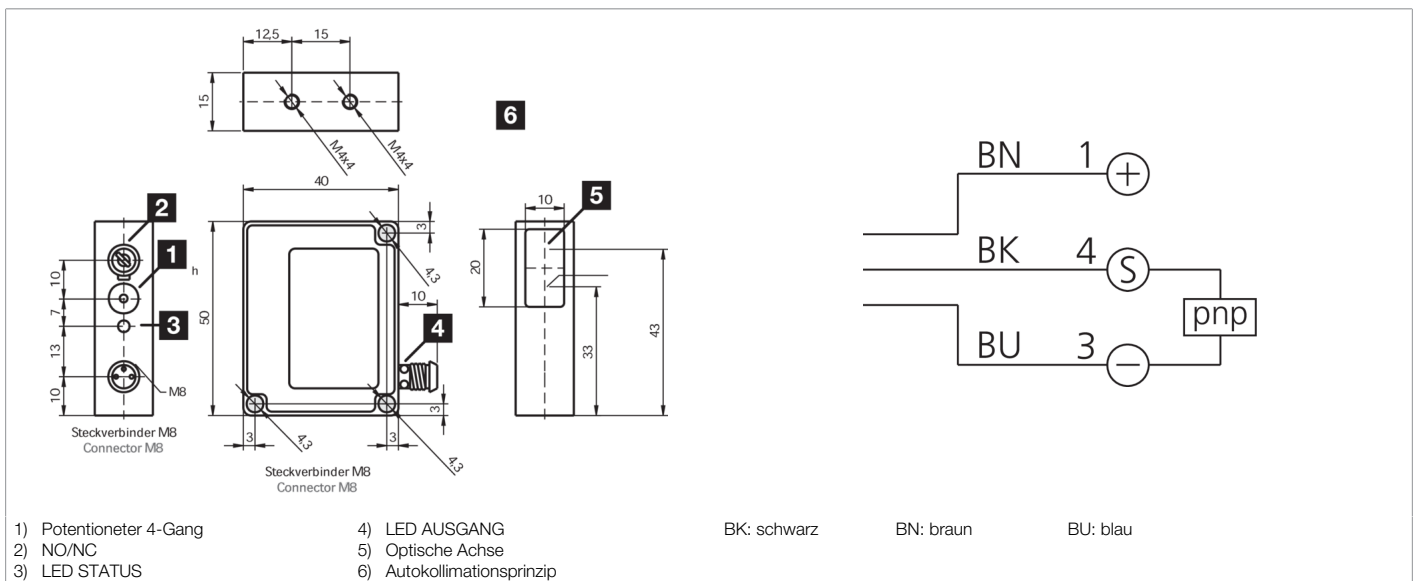 12,5
15
15
M4x4
M4x4
6
40
2
1
3
h
10
7
13
10
M8
Steckverbinder M8
Connector M8
50
3
4,3
10
4
3
3
4,3
3
4,3
Steckverbinder M8
Connector M8
10
5
20
33
43
BN 1 +
BK 4 S
pnp
BU 3 −
1) Potentioneter 4-Gang
2) NO/NC
3) LED STATUS
4) LED AUSGANG
5) Optische Achse
6) Autokollimationsprinzip
BK: schwarz BN: braun BU: blau